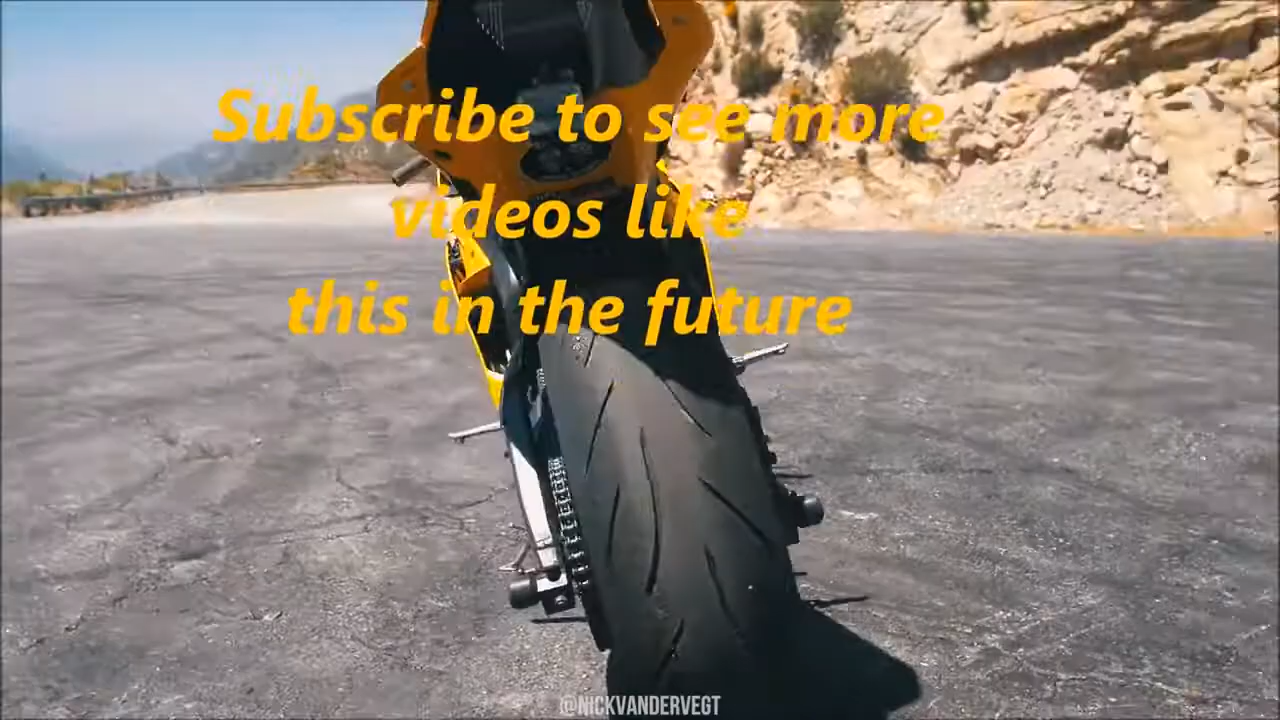 Subscribe to see more
videos like
this in the future
@NICKVANDERVEGT